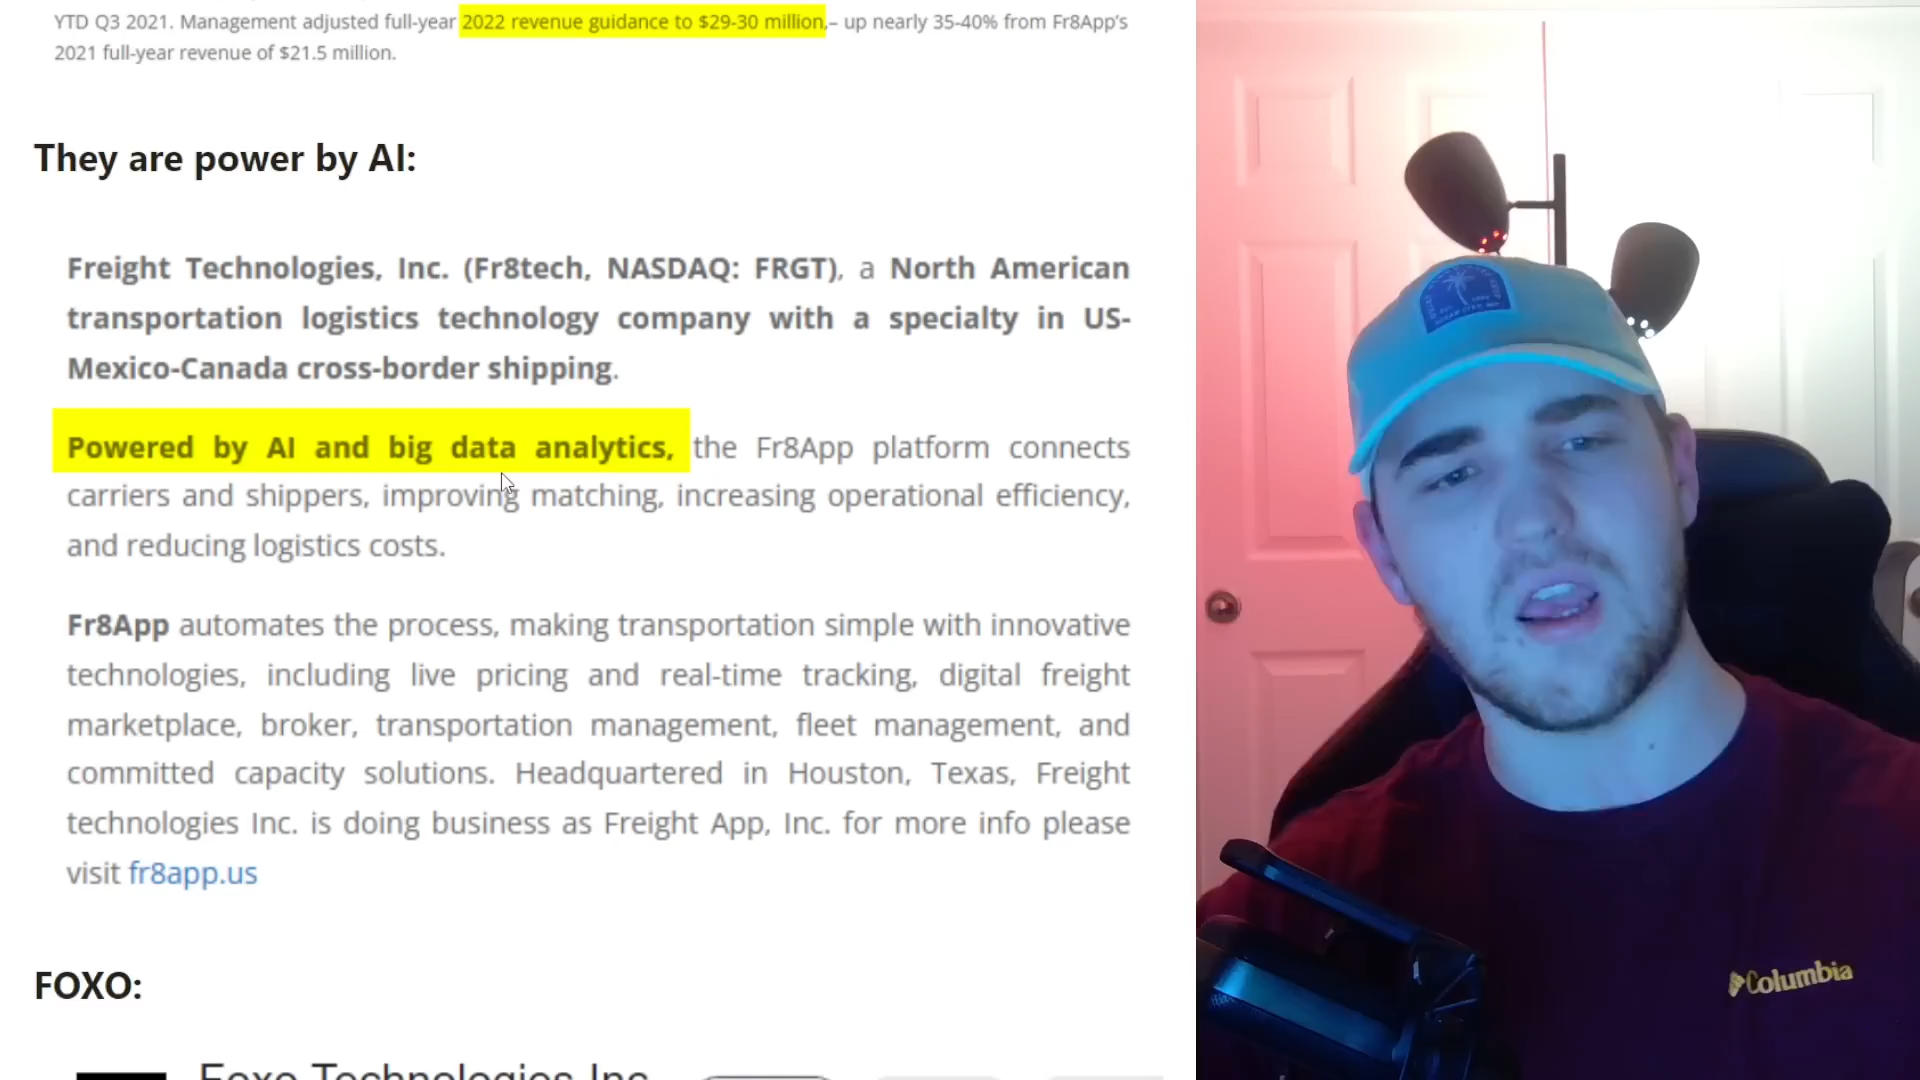 YTD Q3 2021. Management adjusted full-year 2022 revenue guidance to $29-30 million,– up nearly 35-40% from Fr8App’s
2021 full-year revenue of $21.5 million.
They are power by AI:
Freight Technologies, Inc. (Fr8tech, NASDAQ: FRGT), a North American
transportation logistics technology company with a specialty in US-
Mexico-Canada cross-border shipping.
Powered by AI and big data analytics, the Fr8App platform connects
carriers and shippers, improving matching, increasing operational efficiency,
and reducing logistics costs.
Fr8App automates the process, making transportation simple with innovative
technologies, including live pricing and real-time tracking, digital freight
marketplace, broker, transportation management, fleet management, and
committed capacity solutions. Headquartered in Houston, Texas, Freight
technologies Inc. is doing business as Freight App, Inc. for more info please
visit fr8app.us
FOXO:
Foxo Technologies Inc
Columbia